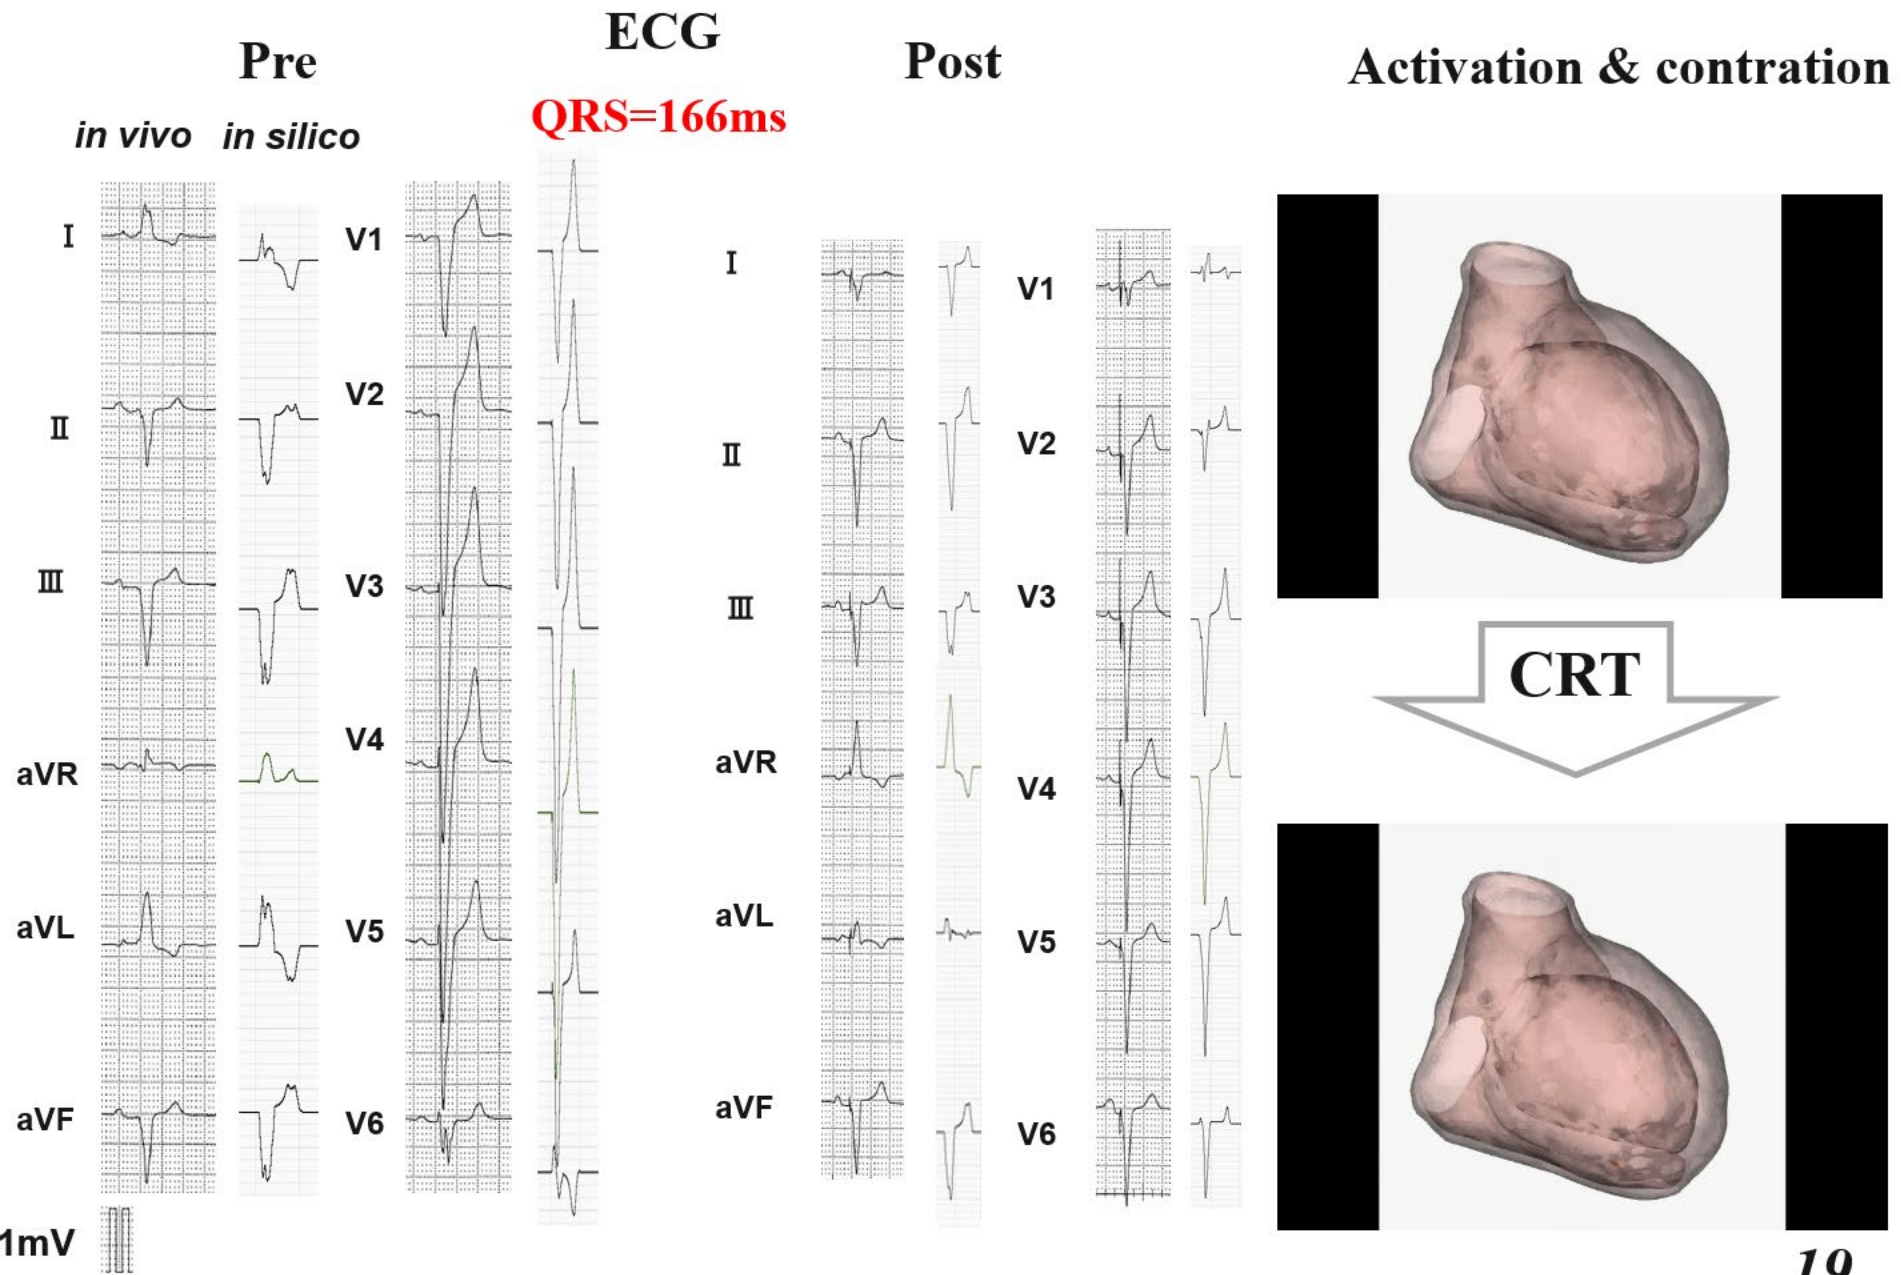 ECG
Pre
Post
Activation & contration
QRS=166ms
in vivo in silico
I
II
III
aVR
aVL
aVF
1mV
V1
V2
V3
V4
V5
V6
I
II
III
aVR
aVL
aVF
V1
V2
V3
V4
V5
V6
CRT
19